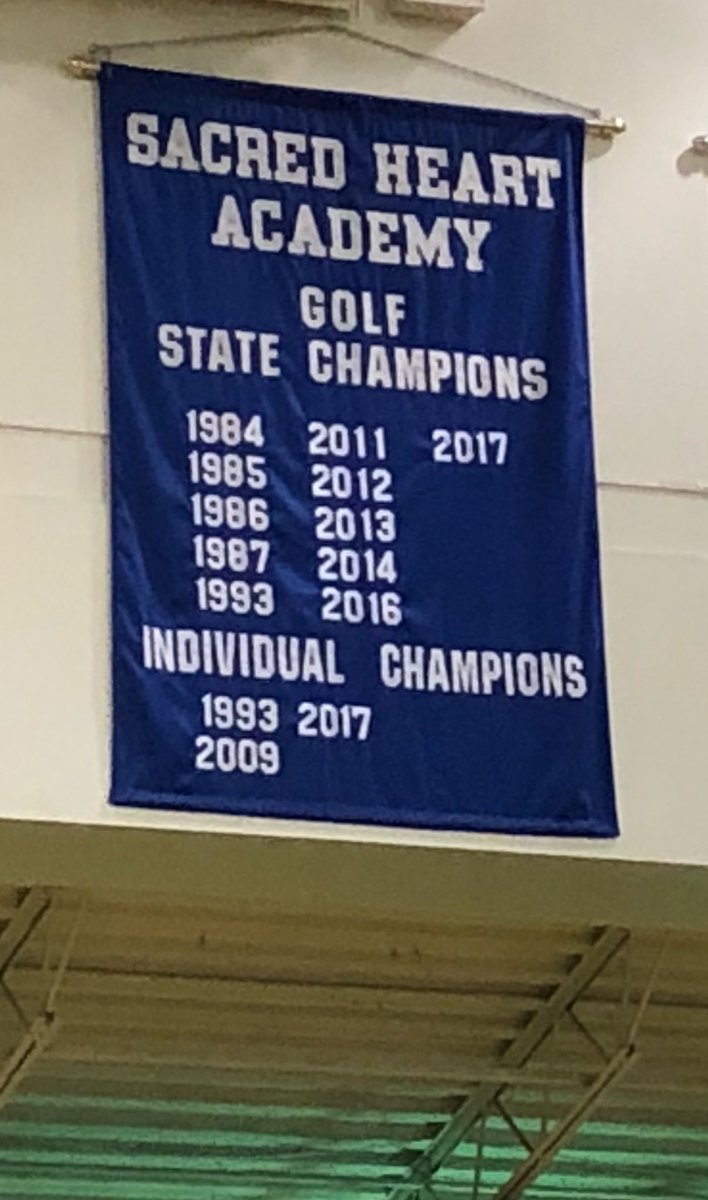 SACRED HEART
ACADEMY
GOLF
STATE CHAMPIONS
1984 2011 2017
1985 2012
1986 2013
1987 2014
1993 2016
INDIVIDUAL CHAMPIONS
1993 2017
2009